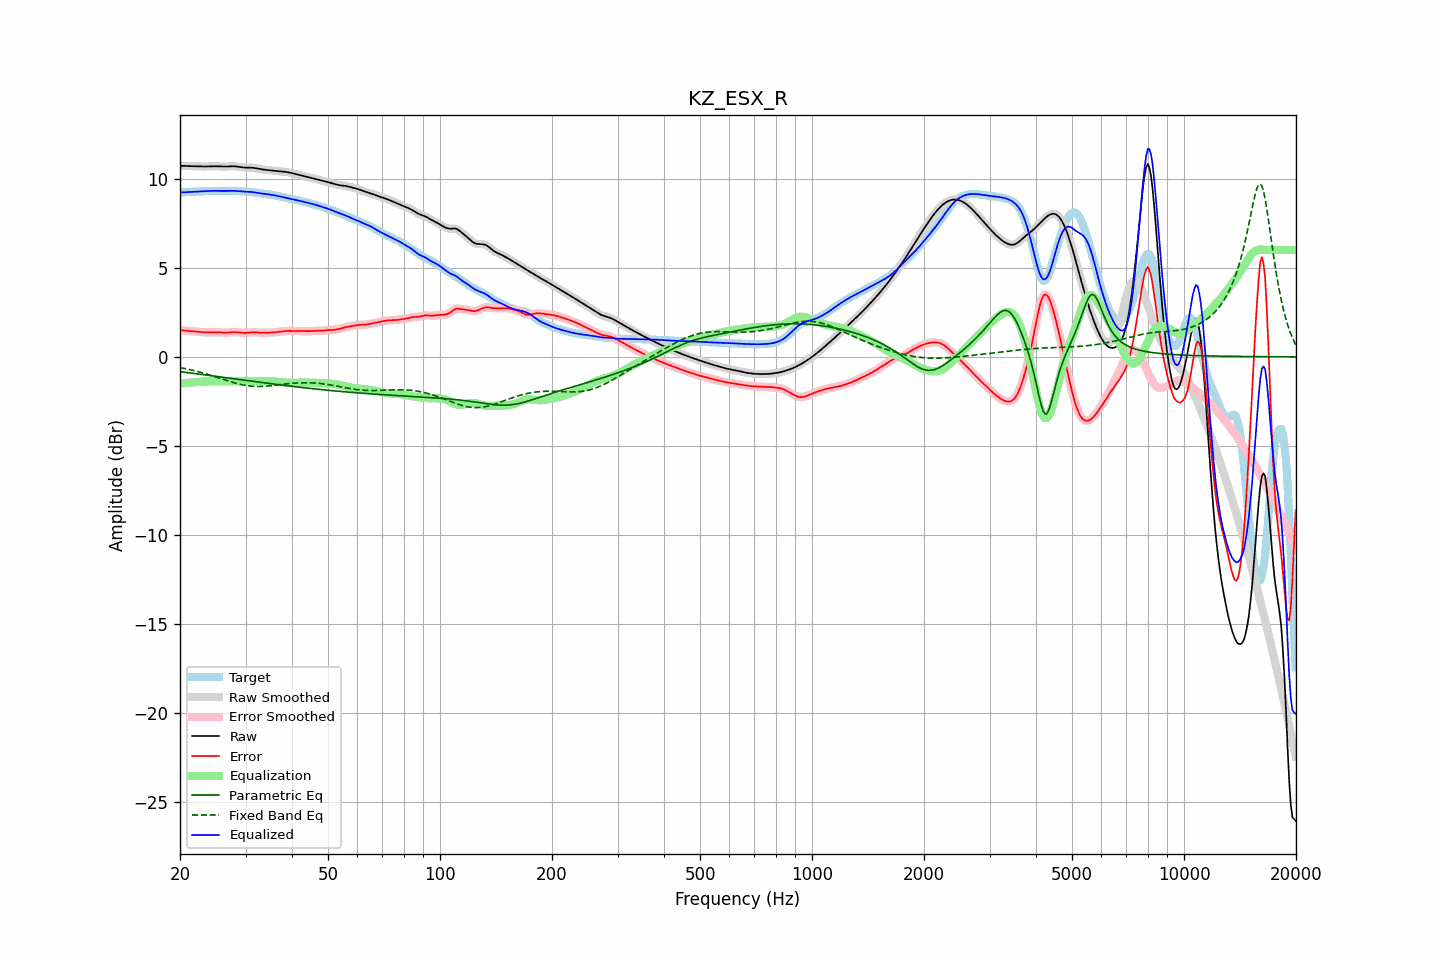 KZ_ESX_R
Amplitude (dBr)
10
5
0
−5
−10
−15
−20
−25
Target
Raw Smoothed
Error Smoothed
Raw
Error
Equalization
Parametric Eq
Fixed Band Eq
Equalized
20 50 100 200 500 1000 2000 5000 10000 20000
Frequency (Hz)